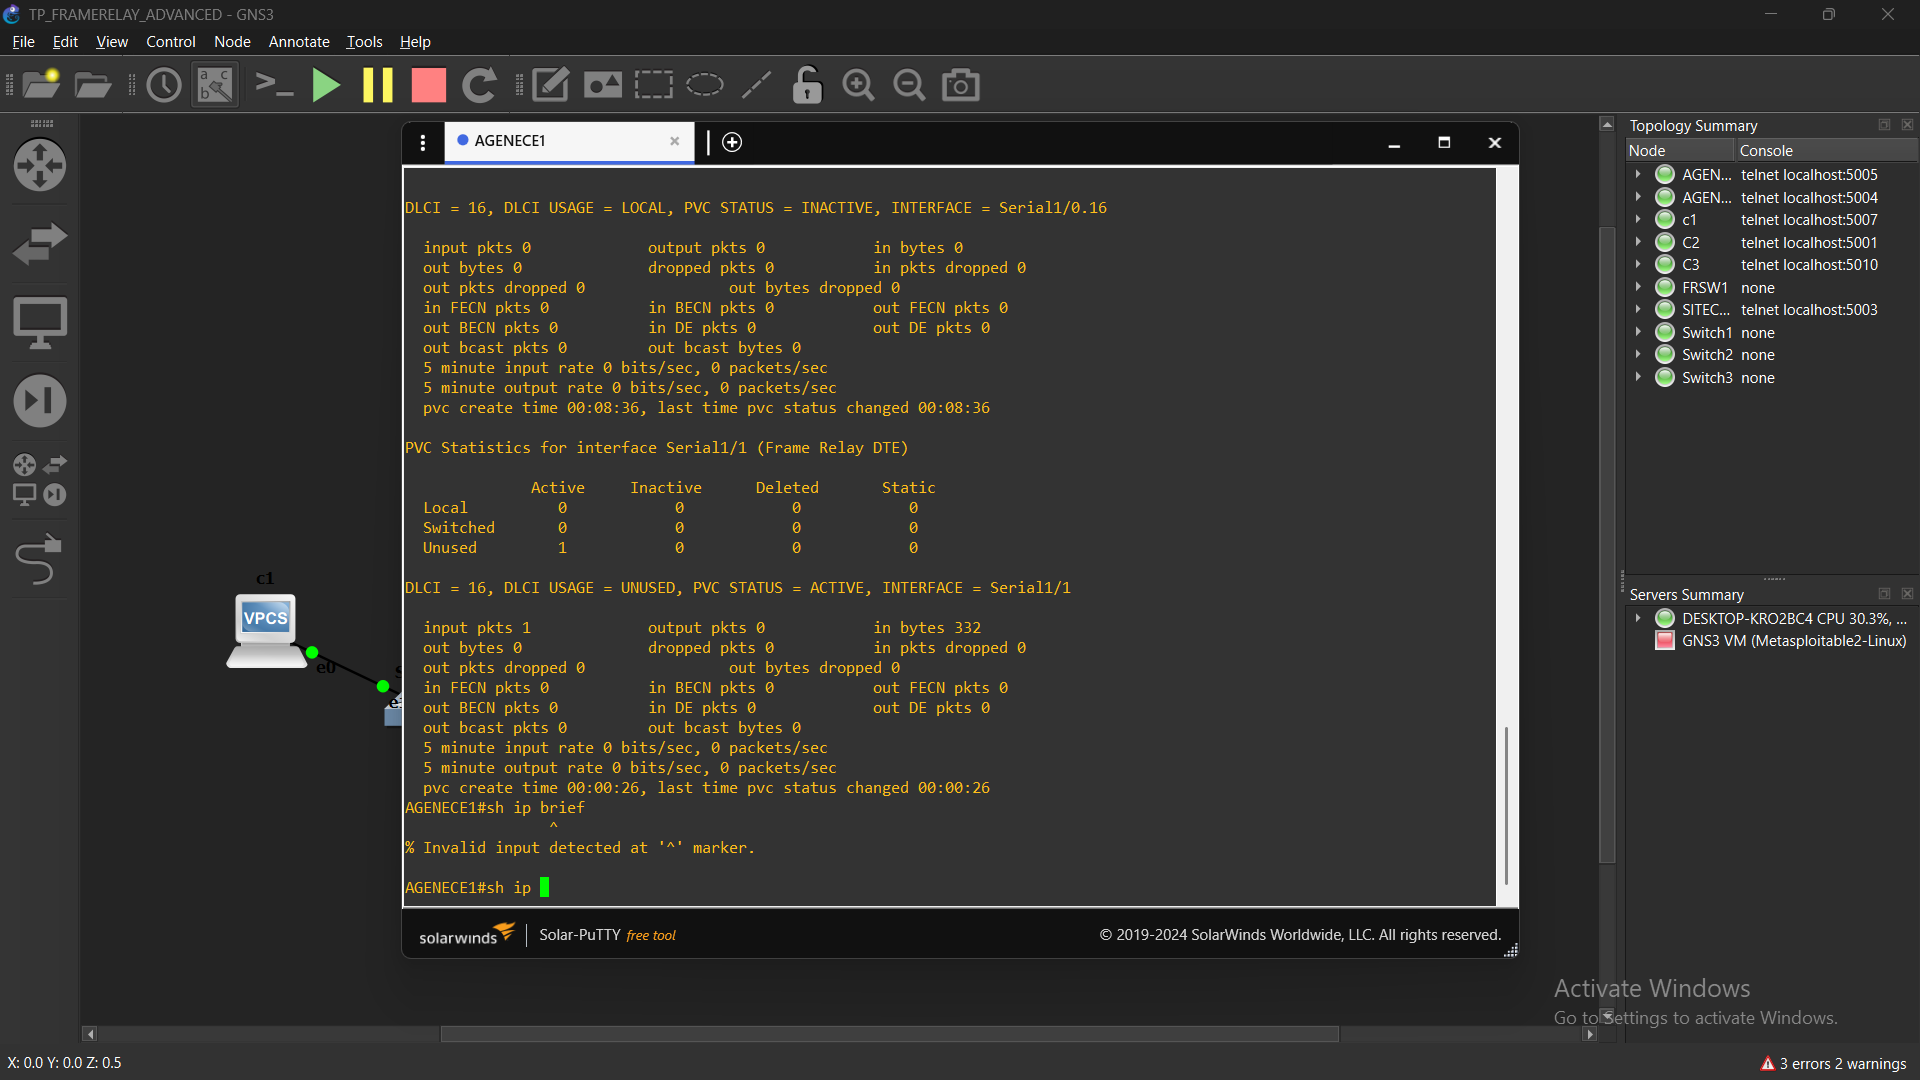 TP_FRAMERELAY_ADVANCED - GNS3
File Edit View Control Node Annotate Tools Help
AGENECE1
DLCI = 16, DLCI USAGE = LOCAL, PVC STATUS = INACTIVE, INTERFACE = Serial1/0.16
input pkts 0 output pkts 0 in bytes 0
out bytes 0 dropped pkts 0 in pkts dropped 0
out pkts dropped 0 out bytes dropped 0
in FECN pkts 0 in BECN pkts 0 out FECN pkts 0
out BECN pkts 0 in DE pkts 0 out DE pkts 0
out bcast pkts 0 out bcast bytes 0
5 minute input rate 0 bits/sec, 0 packets/sec
5 minute output rate 0 bits/sec, 0 packets/sec
pvc create time 00:08:36, last time pvc status changed 00:08:36
PVC Statistics for interface Serial1/1 (Frame Relay DTE)
Active Inactive Deleted Static
Local 0 0 0 0
Switched 0 0 0 0
Unused 1 0 0 0
DLCI = 16, DLCI USAGE = UNUSED, PVC STATUS = ACTIVE, INTERFACE = Serial1/1
input pkts 1 output pkts 0 in bytes 332
out bytes 0 dropped pkts 0 in pkts dropped 0
out pkts dropped 0 out bytes dropped 0
in FECN pkts 0 in BECN pkts 0 out FECN pkts 0
out BECN pkts 0 in DE pkts 0 out DE pkts 0
out bcast pkts 0 out bcast bytes 0
5 minute input rate 0 bits/sec, 0 packets/sec
5 minute output rate 0 bits/sec, 0 packets/sec
pvc create time 00:00:26, last time pvc status changed 00:00:26
AGENECE1#sh ip brief
^
% Invalid input detected at '^' marker.
AGENECE1#sh ip
solarwinds Solar-PuTTY free tool © 2019-2024 SolarWinds Worldwide, LLC. All rights reserved.
c1
VPCS
e0
Topology Summary
Node Console
AGEN... telnet localhost:5005
AGEN... telnet localhost:5004
c1 telnet localhost:5007
C2 telnet localhost:5001
C3 telnet localhost:5010
FRSW1 none
SITEC... telnet localhost:5003
Switch1 none
Switch2 none
Switch3 none
Servers Summary
DESKTOP-KRO2BC4 CPU 30.3%, ...
GNS3 VM (Metasploitable2-Linux)
Activate Windows
Go to Settings to activate Windows.
X: 0.0 Y: 0.0 Z: 0.5
3 errors 2 warnings